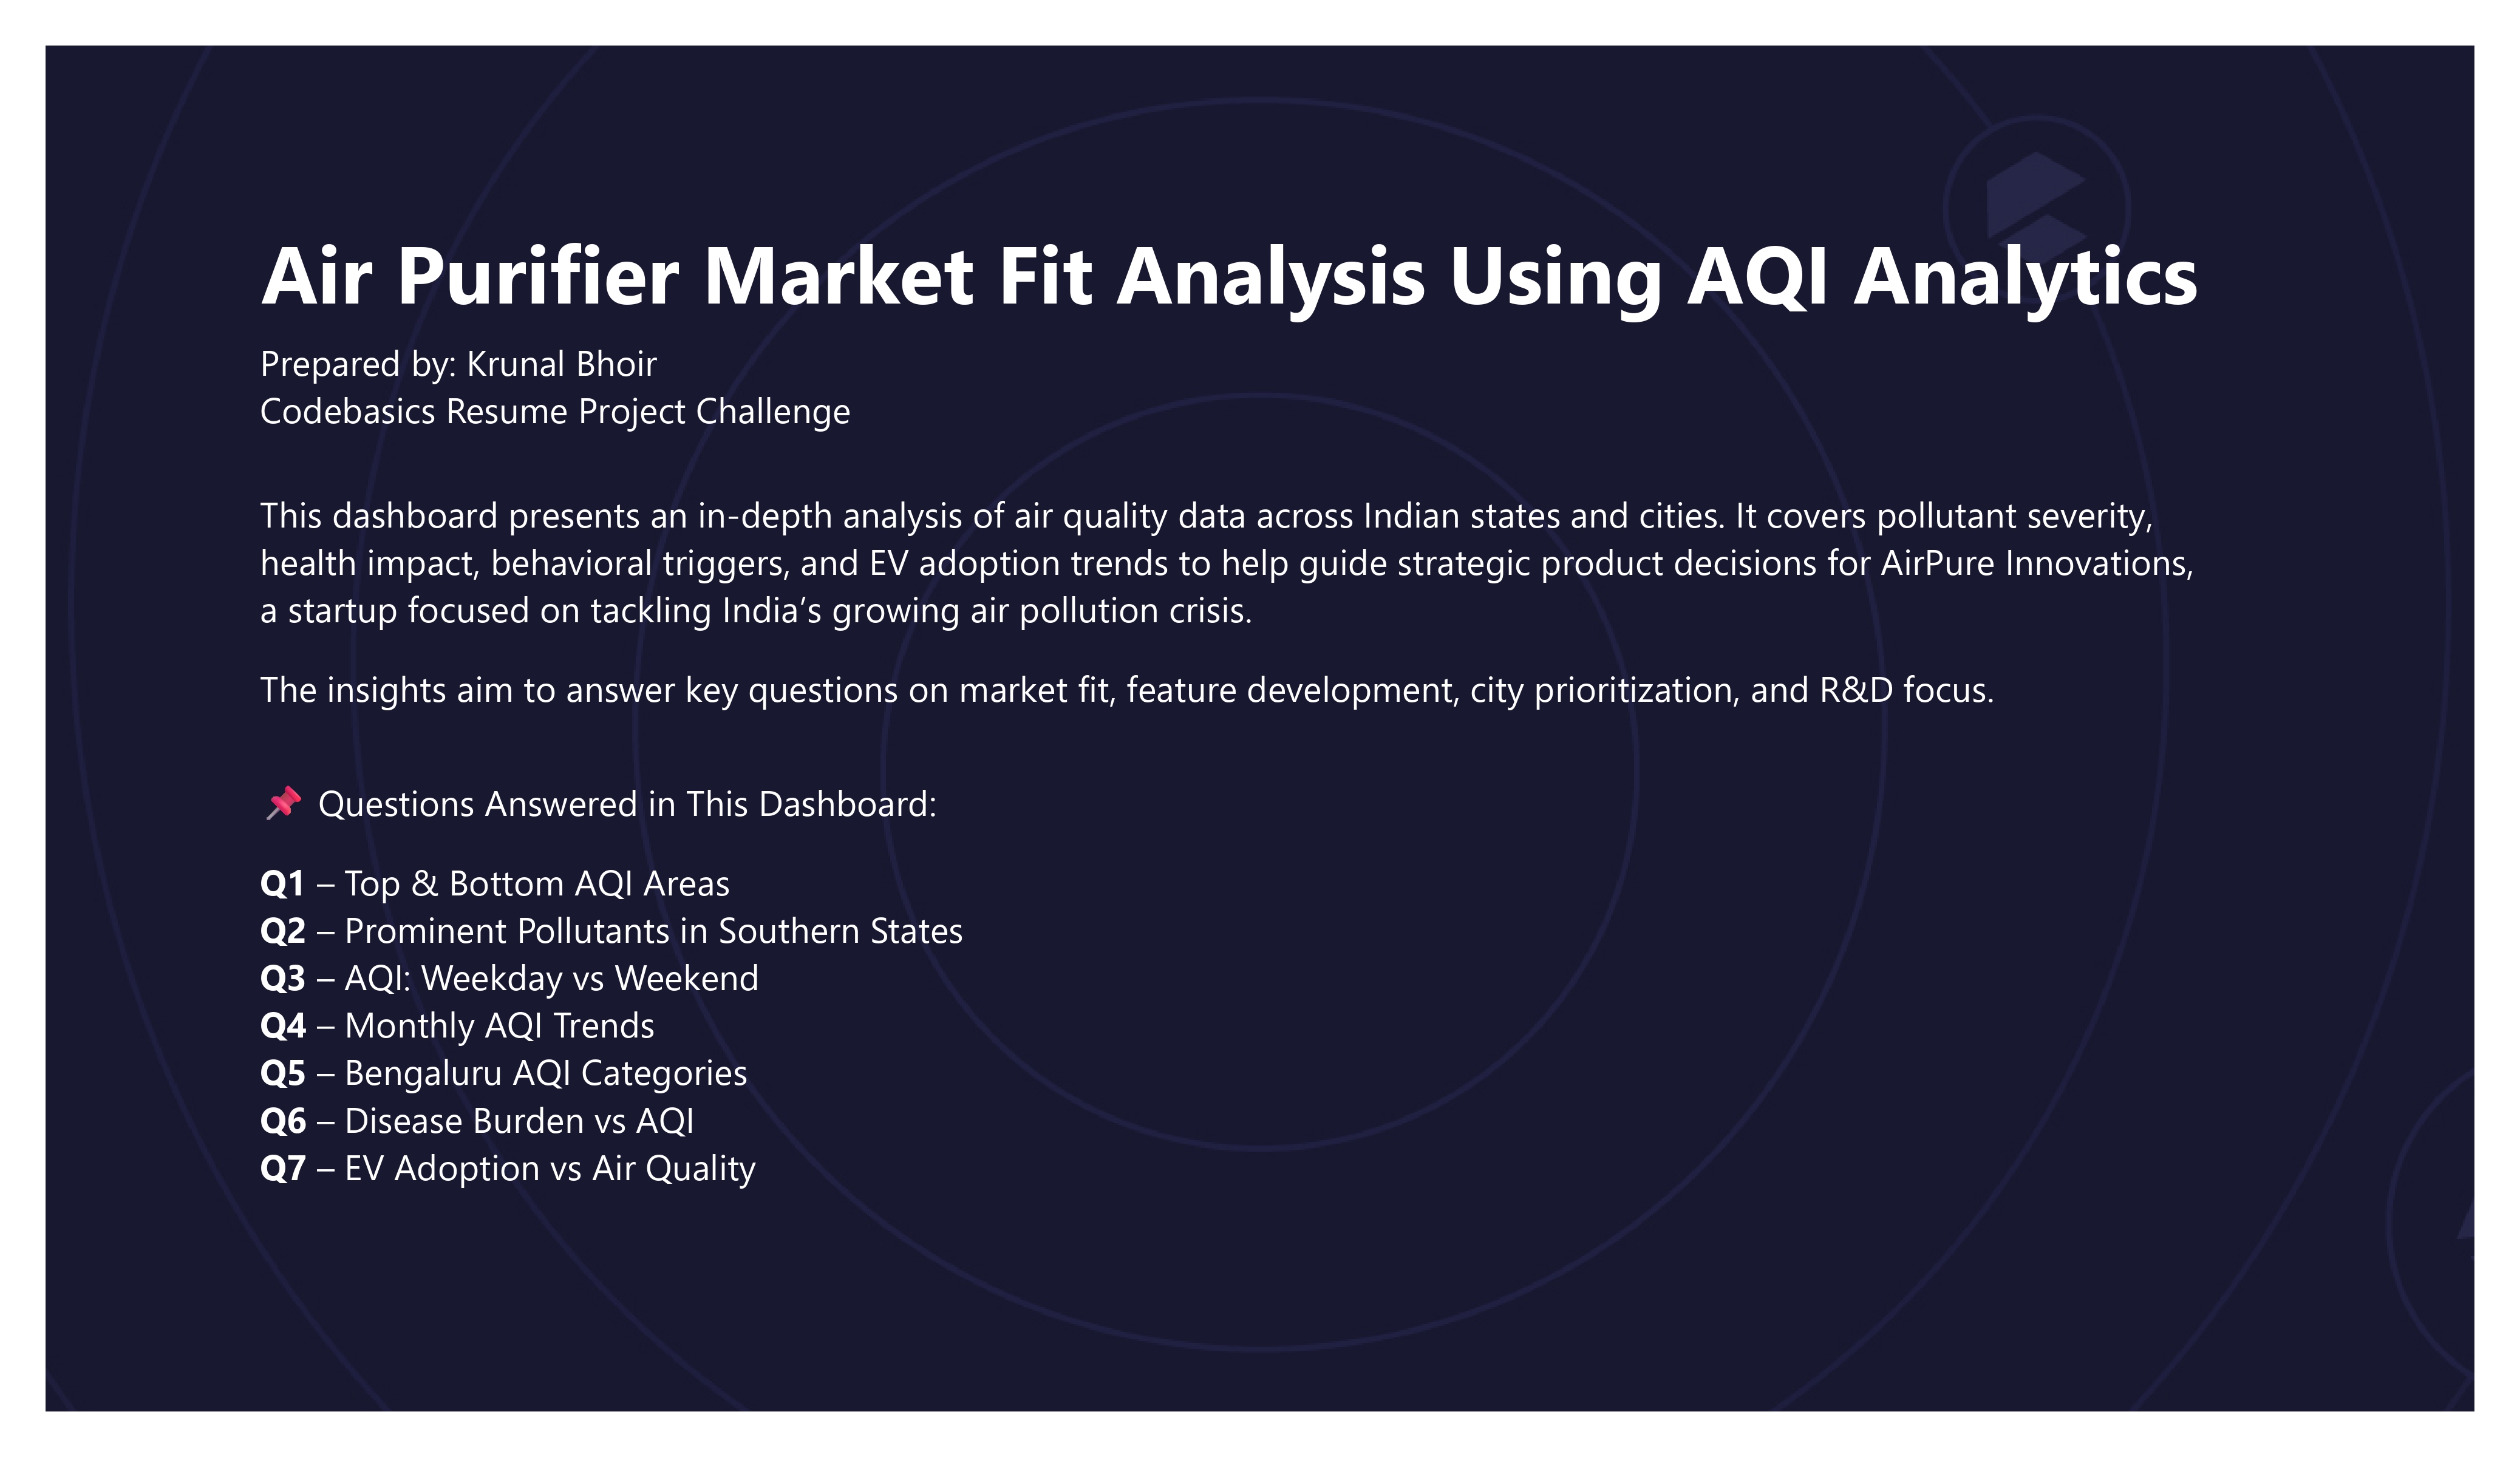 Air Purifier Market Fit Analysis Using AQI Analytics
Prepared by: Krunal Bhoir
Codebasics Resume Project Challenge
This dashboard presents an in-depth analysis of air quality data across Indian states and cities. It covers pollutant severity,
health impact, behavioral triggers, and EV adoption trends to help guide strategic product decisions for AirPure Innovations,
a startup focused on tackling India’s growing air pollution crisis.
The insights aim to answer key questions on market fit, feature development, city prioritization, and R&D focus.
📌 Questions Answered in This Dashboard:
Q1 – Top & Bottom AQI Areas
Q2 – Prominent Pollutants in Southern States
Q3 – AQI: Weekday vs Weekend
Q4 – Monthly AQI Trends
Q5 – Bengaluru AQI Categories
Q6 – Disease Burden vs AQI
Q7 – EV Adoption vs Air Quality